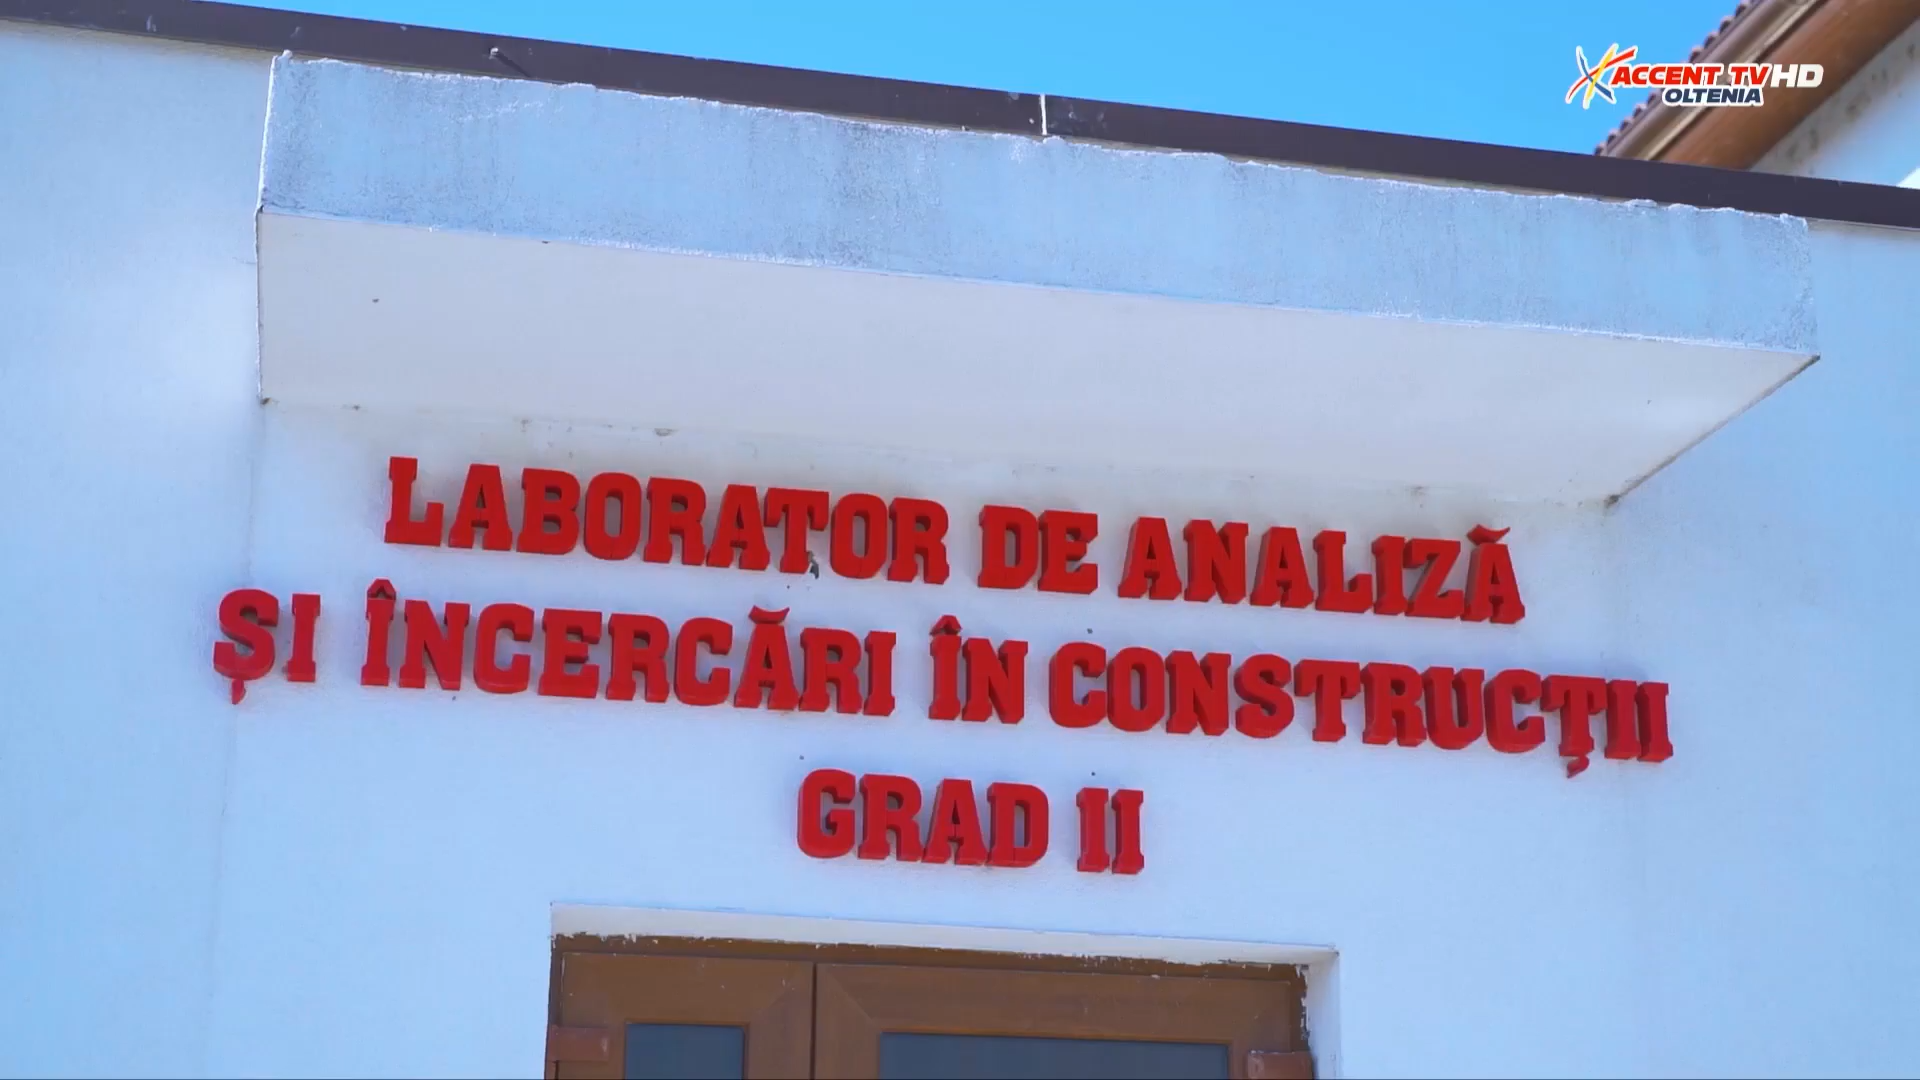 ACCENT TV HD
OLTENIA
LABORATOR DE ANALIZĂ
ȘI ÎNCERCĂRI ÎN CONSTRUCȚII
GRAD II